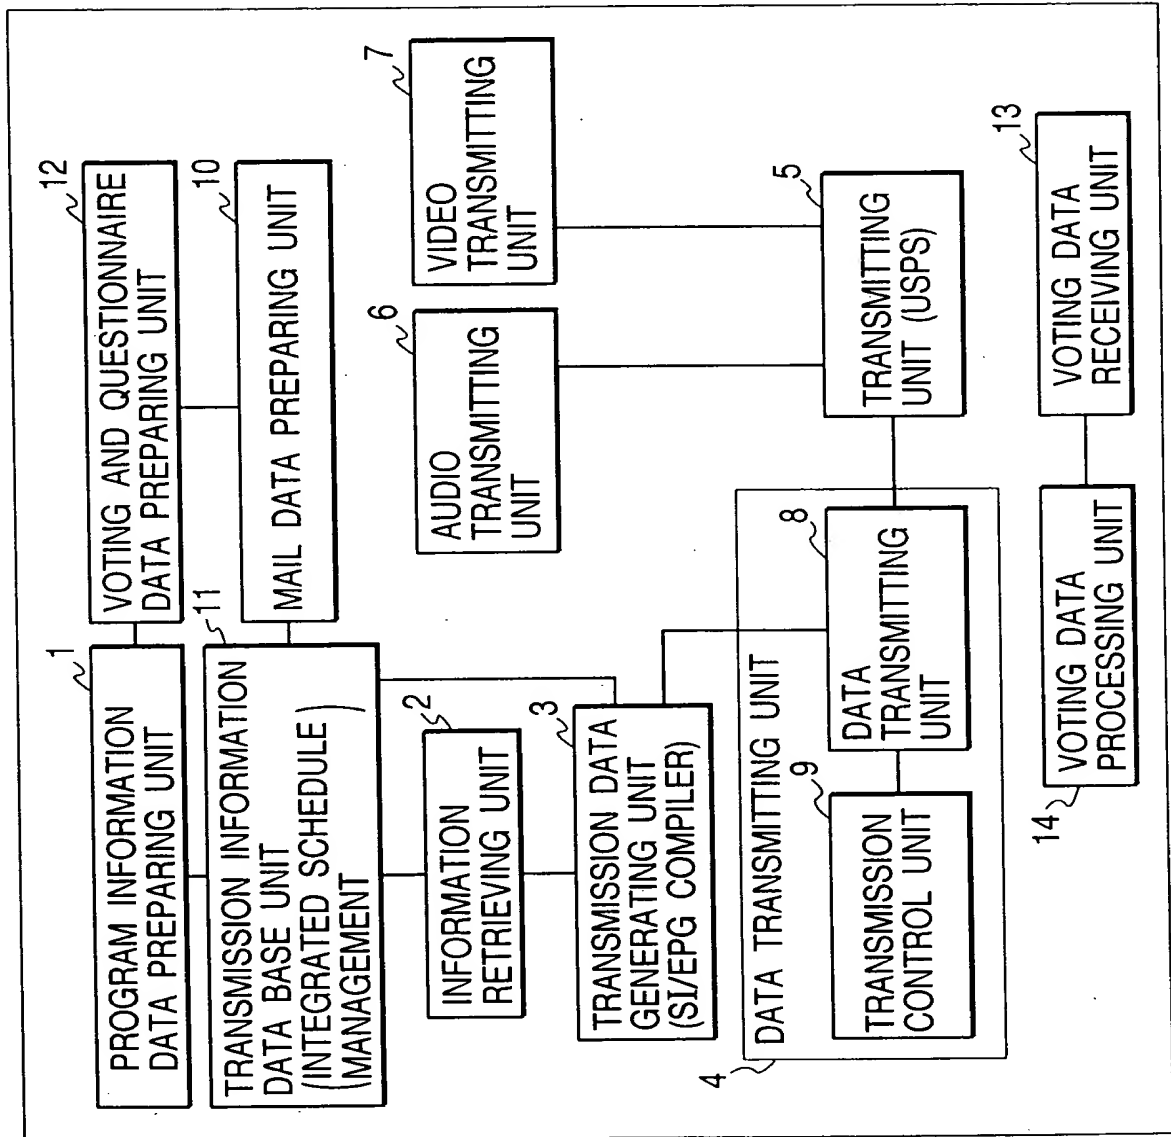 1
PROGRAM INFORMATION
DATA PREPARING UNIT
12
VOTING AND QUESTIONNAIRE
DATA PREPARING UNIT
11
TRANSMISSION INFORMATION
DATA BASE UNIT
(INTEGRATED SCHEDULE)
(MANAGEMENT
10
MAIL DATA PREPARING UNIT
2
INFORMATION
RETRIEVING UNIT
6
AUDIO
TRANSMITTING
UNIT
7
VIDEO
TRANSMITTING
UNIT
3
TRANSMISSION DATA
GENERATING UNIT
(SI/EPG COMPILER)
4
DATA TRANSMITTING UNIT
9
TRANSMISSION
CONTROL UNIT
8
DATA
TRANSMITTING
UNIT
5
TRANSMITTING
UNIT (USPS)
14
VOTING DATA
PROCESSING UNIT
13
VOTING DATA
RECEIVING UNIT